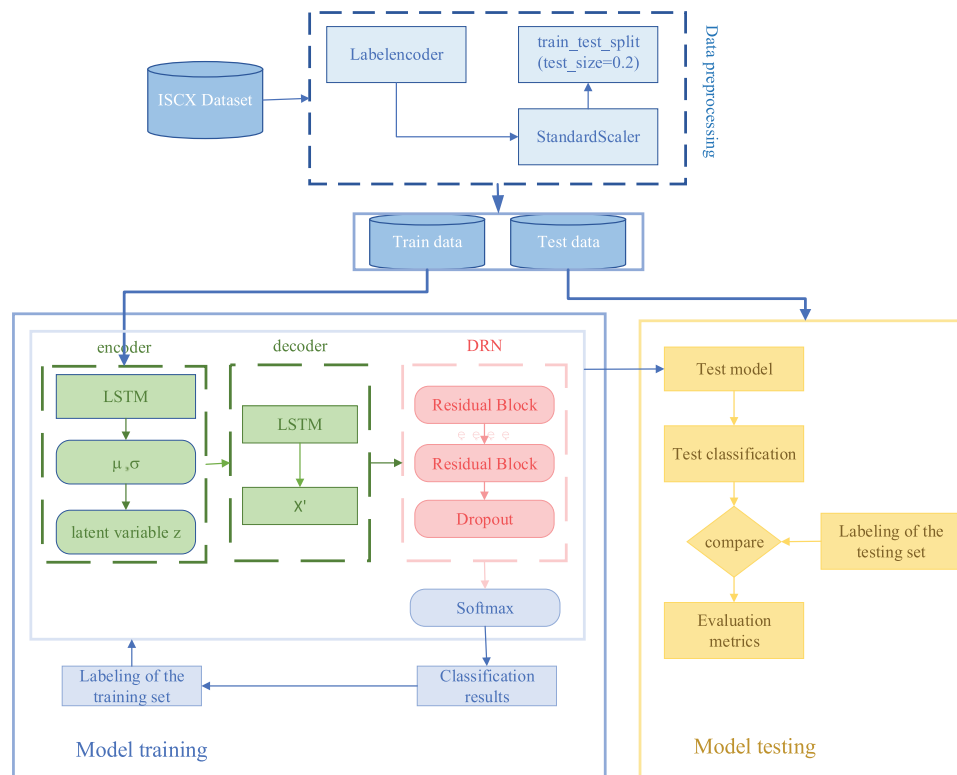 Labelencoder
train_test_split
(test_size=0.2)
StandardScaler
Data preprocessing
ISCX Dataset
Train data
Test data
encoder
decoder
DRN
LSTM
μ ,σ
latent variable z
LSTM
X'
Residual Block
Residual Block
Dropout
Softmax
Labeling of the
training set
Classification
results
Model training
Test model
Test classification
compare
Labeling of the
testing set
Evaluation
metrics
Model testing